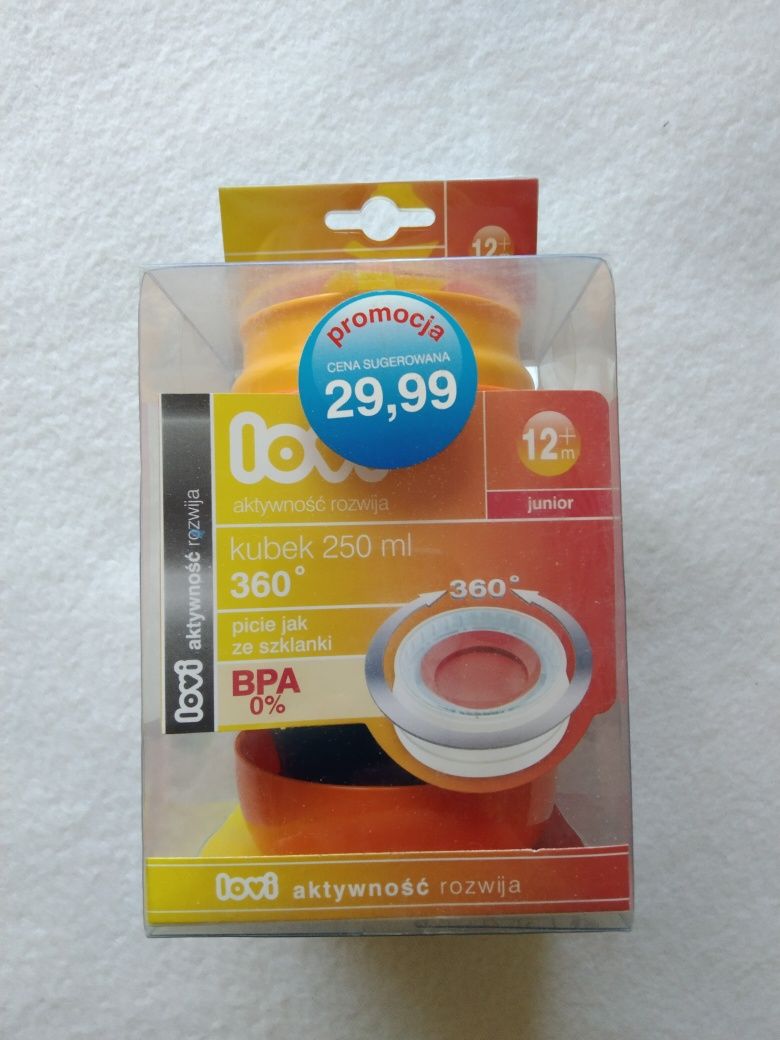 12+
m
promocja
CENA SUGEROWANA
29,99
lovi
aktywność rozwija
12+
m
junior
kubek 250 ml
360°
picie jak
ze szklanki
BPA
0%
360°
lovi aktywność rozwija
lovi aktywność rozwija